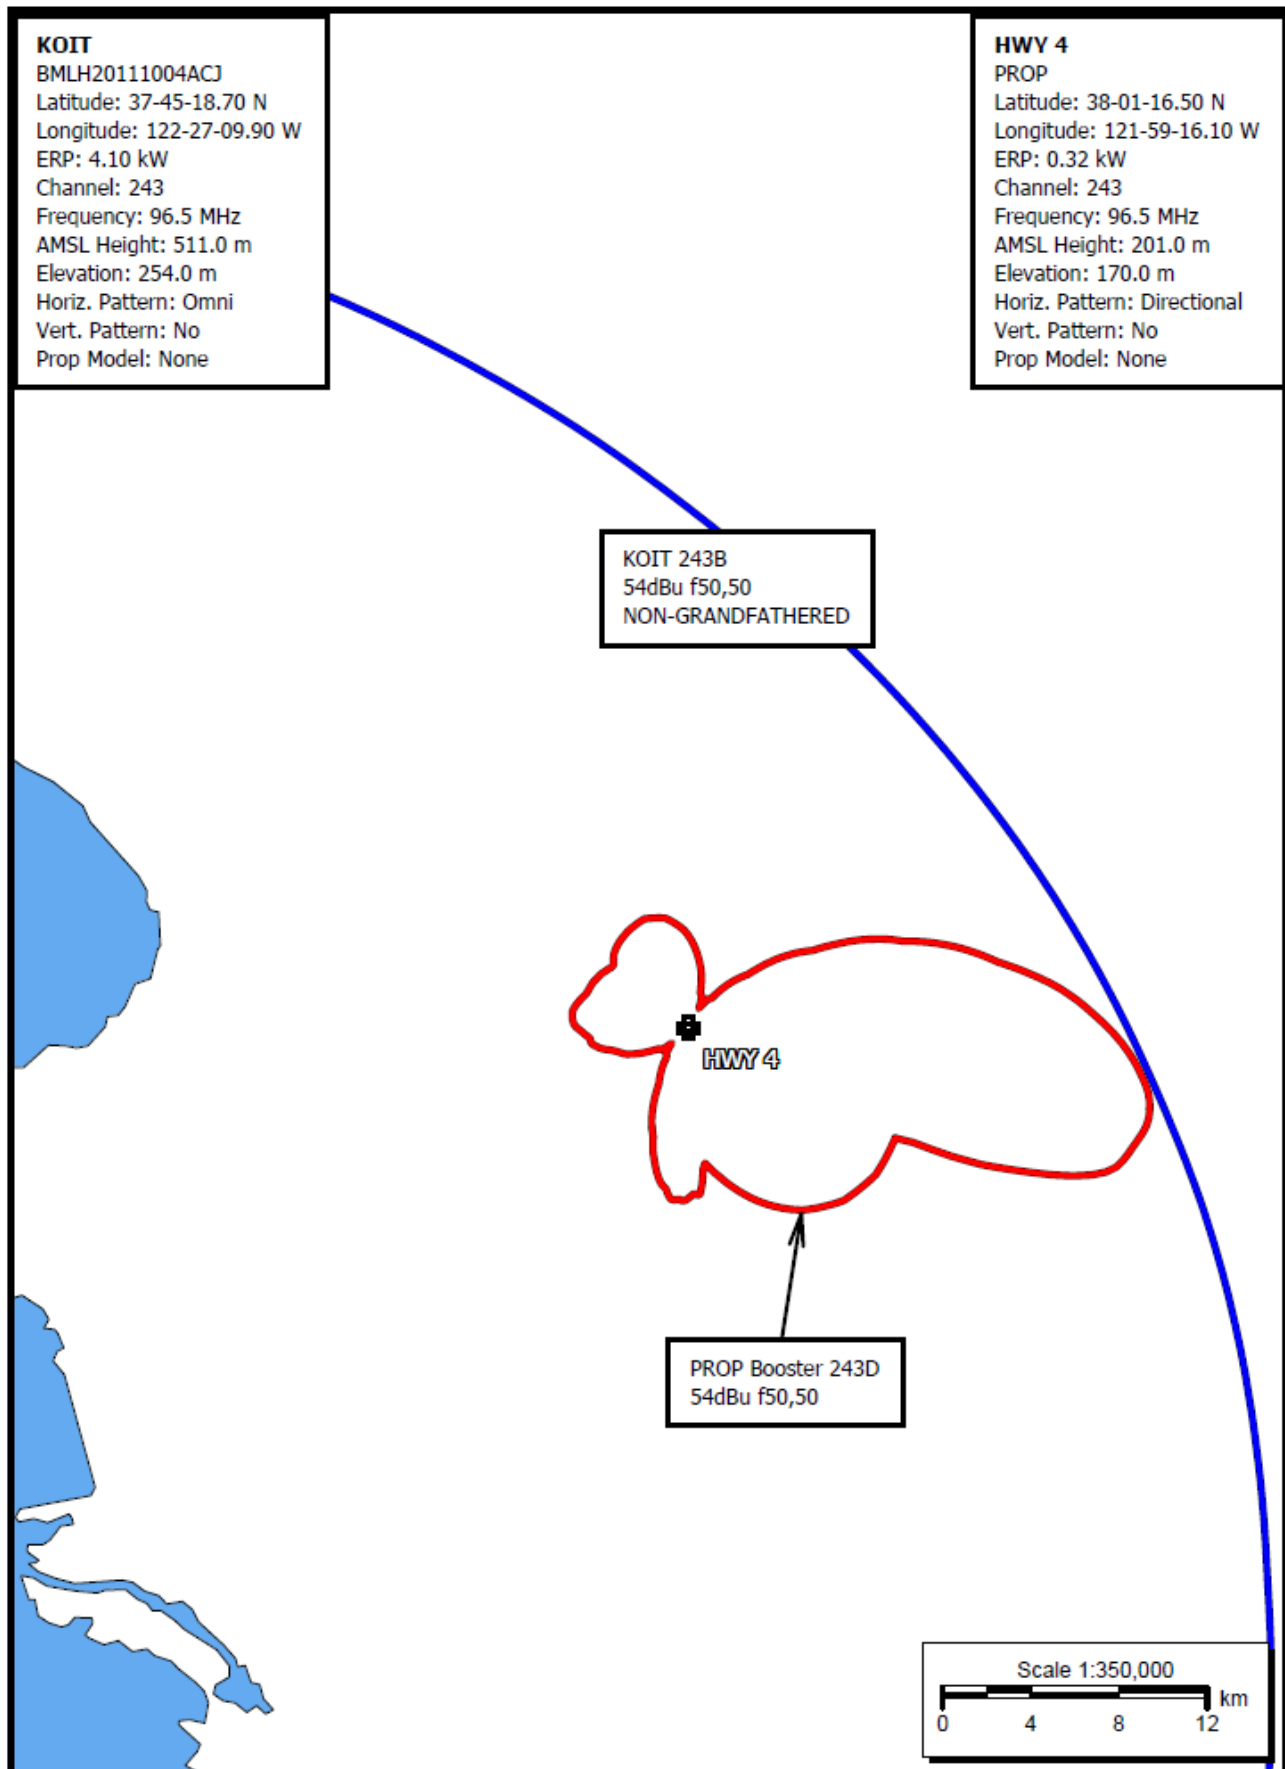 KOIT
BMLH20111004ACJ
Latitude: 37-45-18.70 N
Longitude: 122-27-09.90 W
ERP: 4.10 kW
Channel: 243
Frequency: 96.5 MHz
AMSL Height: 511.0 m
Elevation: 254.0 m
Horiz. Pattern: Omni
Vert. Pattern: No
Prop Model: None
HWY 4
PROP
Latitude: 38-01-16.50 N
Longitude: 121-59-16.10 W
ERP: 0.32 kW
Channel: 243
Frequency: 96.5 MHz
AMSL Height: 201.0 m
Elevation: 170.0 m
Horiz. Pattern: Directional
Vert. Pattern: No
Prop Model: None
KOIT 243B
54dBu f50,50
NON-GRANDFATHERED
HWY 4
PROP Booster 243D
54dBu f50,50
Scale 1:350,000
km
0 4 8 12